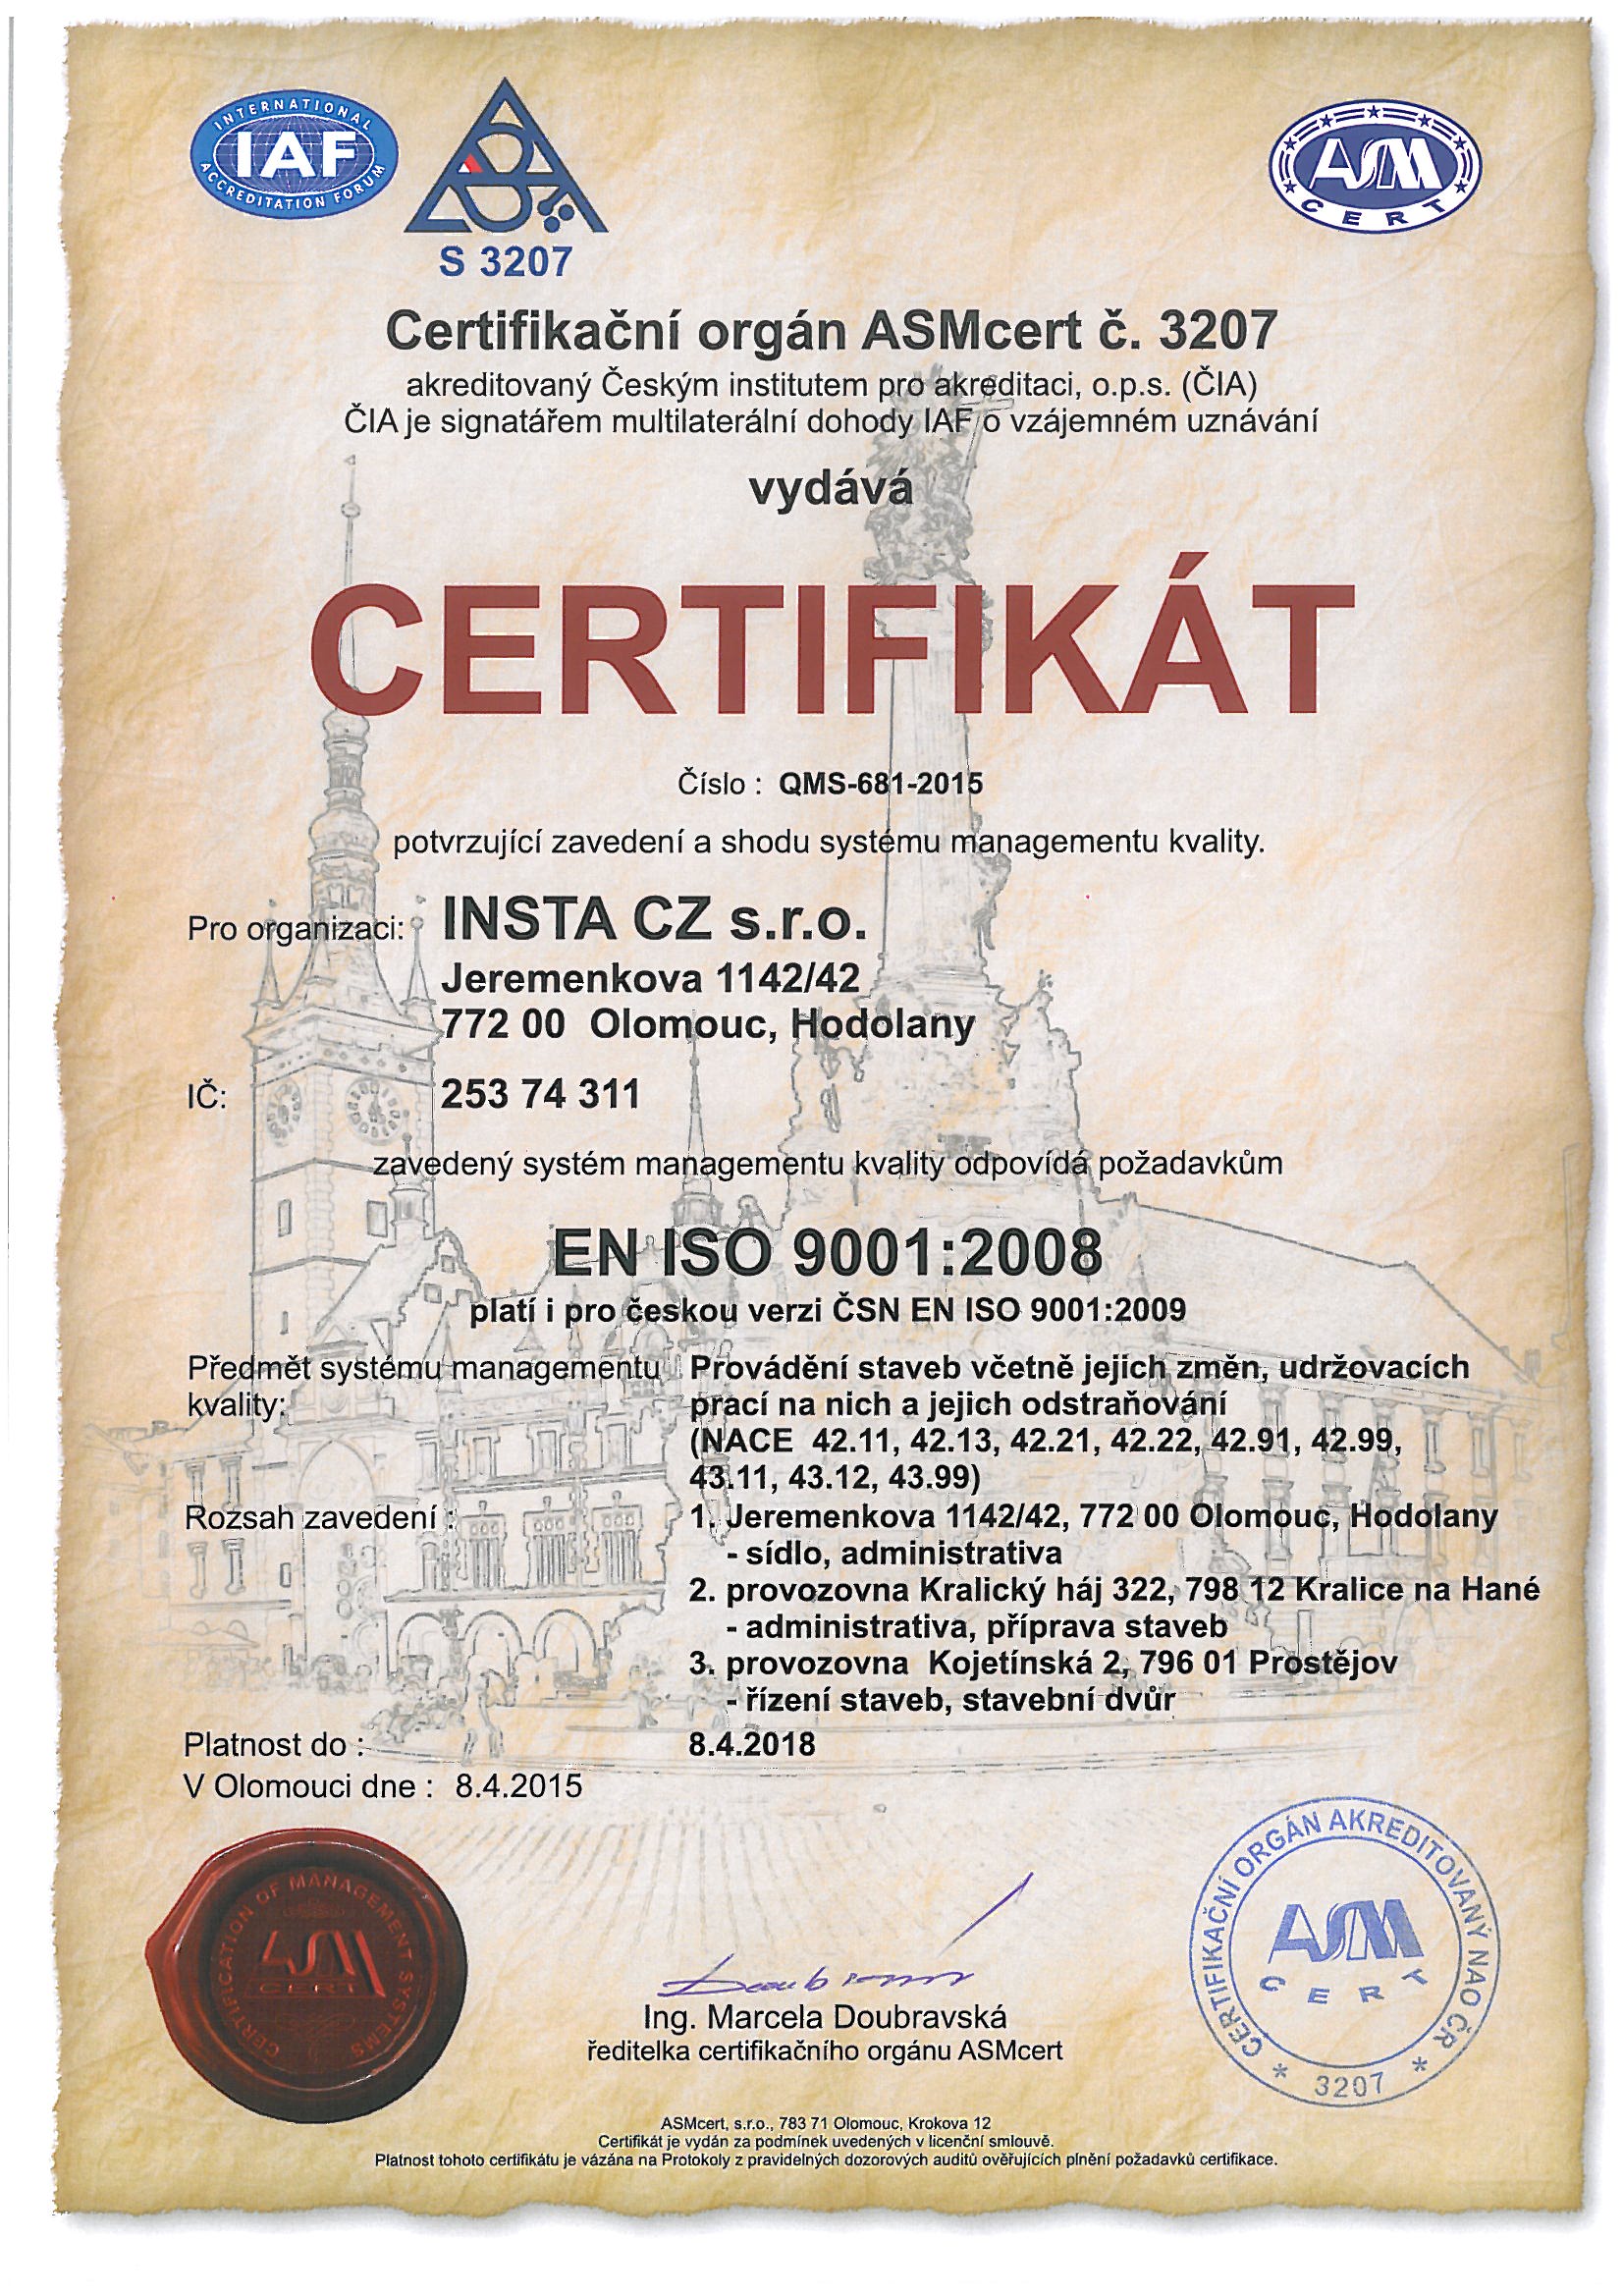 INTERNATIONAL
IAF
ACCREDITATION FORUM
S 3207
ASM
CERT
Certifikační orgán ASMcert č. 3207
akreditovaný Českým institutem pro akreditaci, o.p.s. (ČIA)
ČIA je signatářem multilaterální dohody IAF o vzájemném uznávání
vydává
CERTIFIKÁT
Číslo : QMS-681-2015
potvrzující zavedení a shodu systému managementu kvality.
Pro organizaci: INSTA CZ s.r.o.
Jeremenkova 1142/42
772 00 Olomouc, Hodolany
IČ: 253 74 311
zavedený systém managementu kvality odpovídá požadavkům
EN ISO 9001:2008
platí i pro českou verzi ČSN EN ISO 9001:2009
Předmět systému managementu Provádění staveb včetně jejich změn, udržovacích
kvality: prací na nich a jejich odstraňování
(NACE 42.11, 42.13, 42.21, 42.22, 42.91, 42.99,
43.11, 43.12, 43.99)
Rozsah zavedení : 1. Jeremenkova 1142/42, 772 00 Olomouc, Hodolany
- sídlo, administrativa
2. provozovna Kralický háj 322, 798 12 Kralice na Hané
- administrativa, příprava staveb
3. provozovna Kojetínská 2, 796 01 Prostějov
- řízení staveb, stavební dvůr
Platnost do : 8.4.2018
V Olomouci dne : 8.4.2015
CERTIFICATION OF MANAGEMENT SYSTEMS
ASM
CERT
CERTIFIKACE
Doubravská
Ing. Marcela Doubravská
ředitelka certifikačního orgánu ASMcert
CERTIFIKAČNÍ ORGÁN AKREDITOVANÝ NAO ČR
ASM
CERT
* 3207 *
ASMcert, s.r.o., 783 71 Olomouc, Krokova 12
Certifikát je vydán za podmínek uvedených v licenční smlouvě.
Platnost tohoto certifikátu je vázána na Protokoly z pravidelných dozorových auditů ověřujících plnění požadavků certifikace.